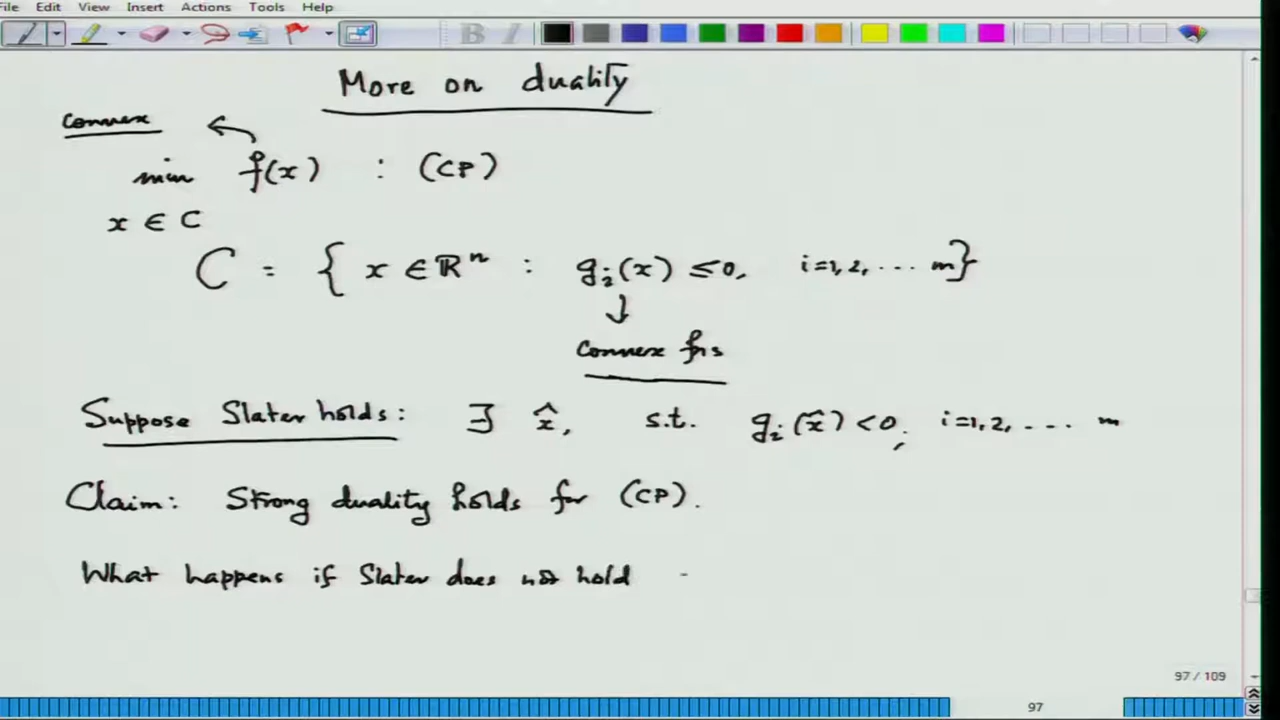 File Edit View Insert Actions Tools Help
More on duality
Convex
min f(x) : (CP)
x ∈ C
C = { x ∈ ℝⁿ : gᵢ(x) ≤ 0, i=1,2,... m}
↓
Convex fns
Suppose Slater holds: ∃ x̂, s.t. gᵢ(x̂) < 0, i=1,2,.... m
Claim: Strong duality holds for (CP).
What happens if Slater does not hold -
97 / 109
97